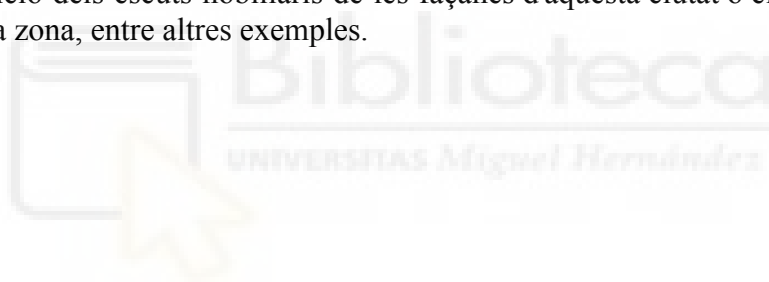 dels escuts nobiliaris de les façanes d'aquesta ciutat o
a zona, entre altres exemples.
Biblioteca
UNIVERSITAS Miguel Hernández